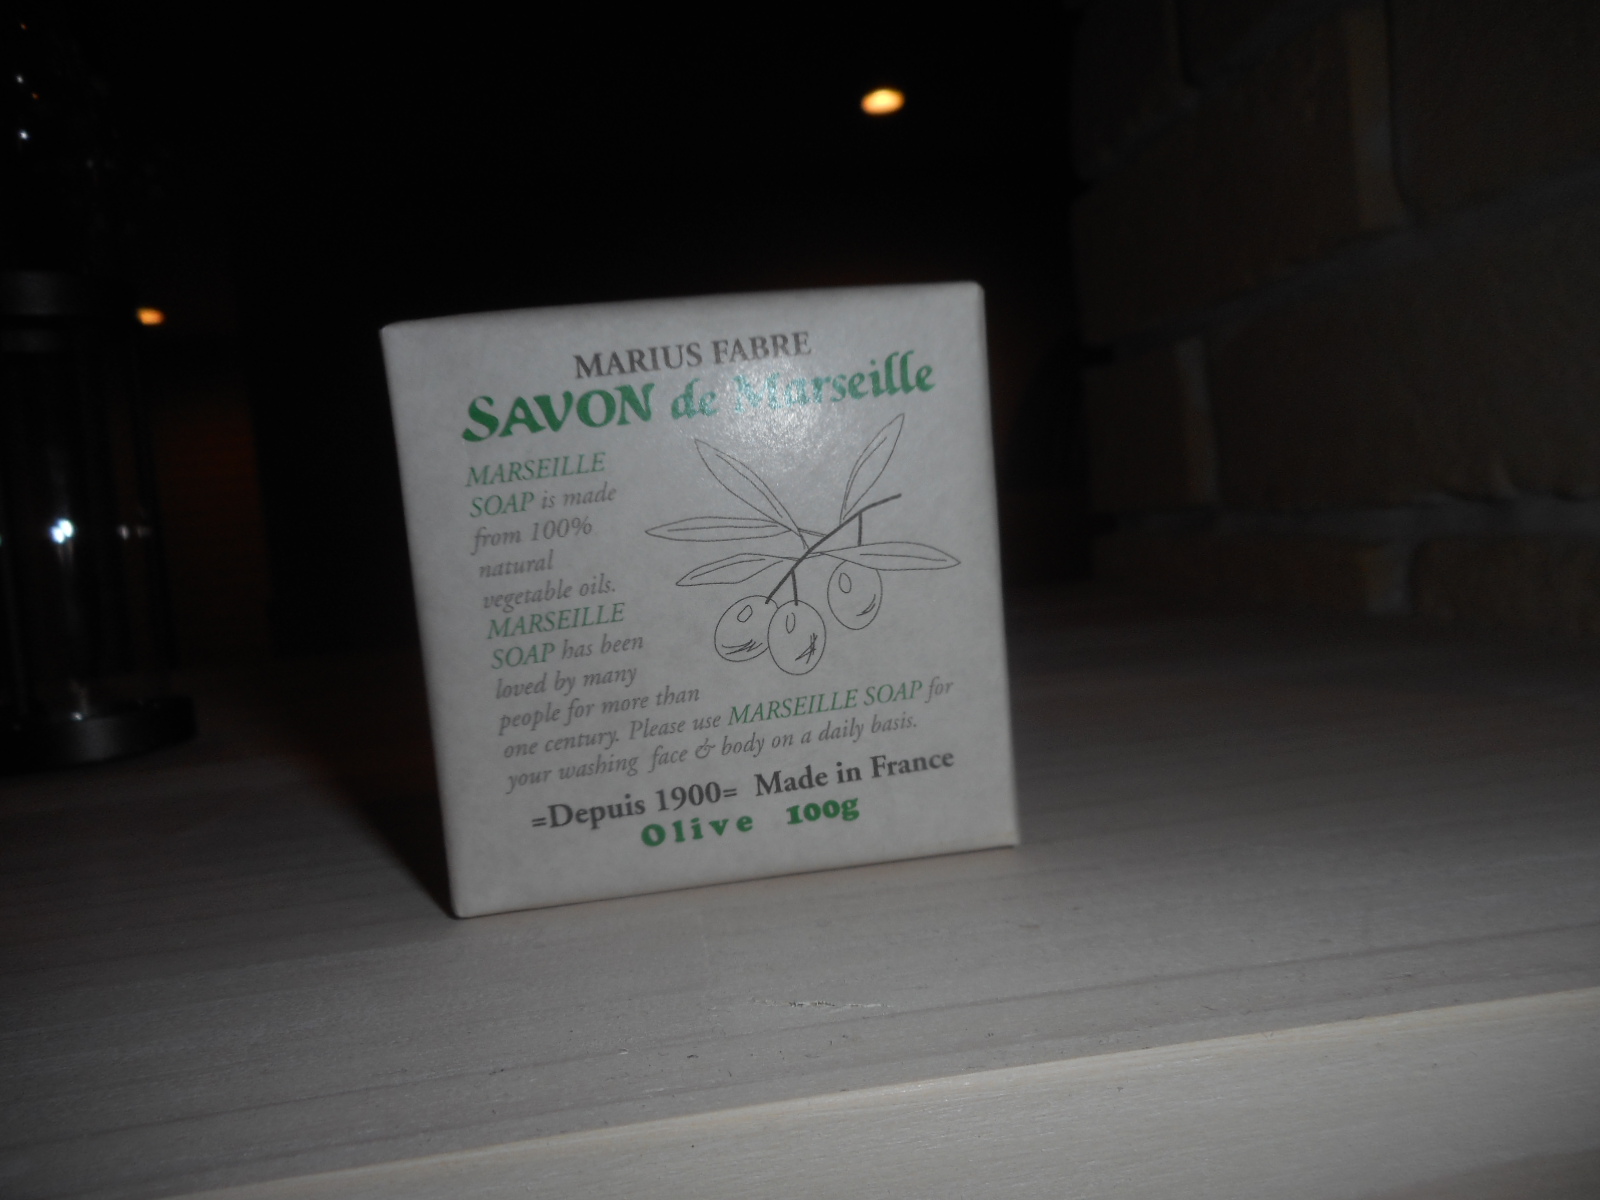 MARIUS FABRE
SAVON de Marseille
MARSEILLE
SOAP is made
from 100%
natural
vegetable oils.
MARSEILLE
SOAP has been
loved by many
people for more than
one century. Please use MARSEILLE SOAP for
your washing face & body on a daily basis.
=Depuis 1900= Made in France
Olive 100g